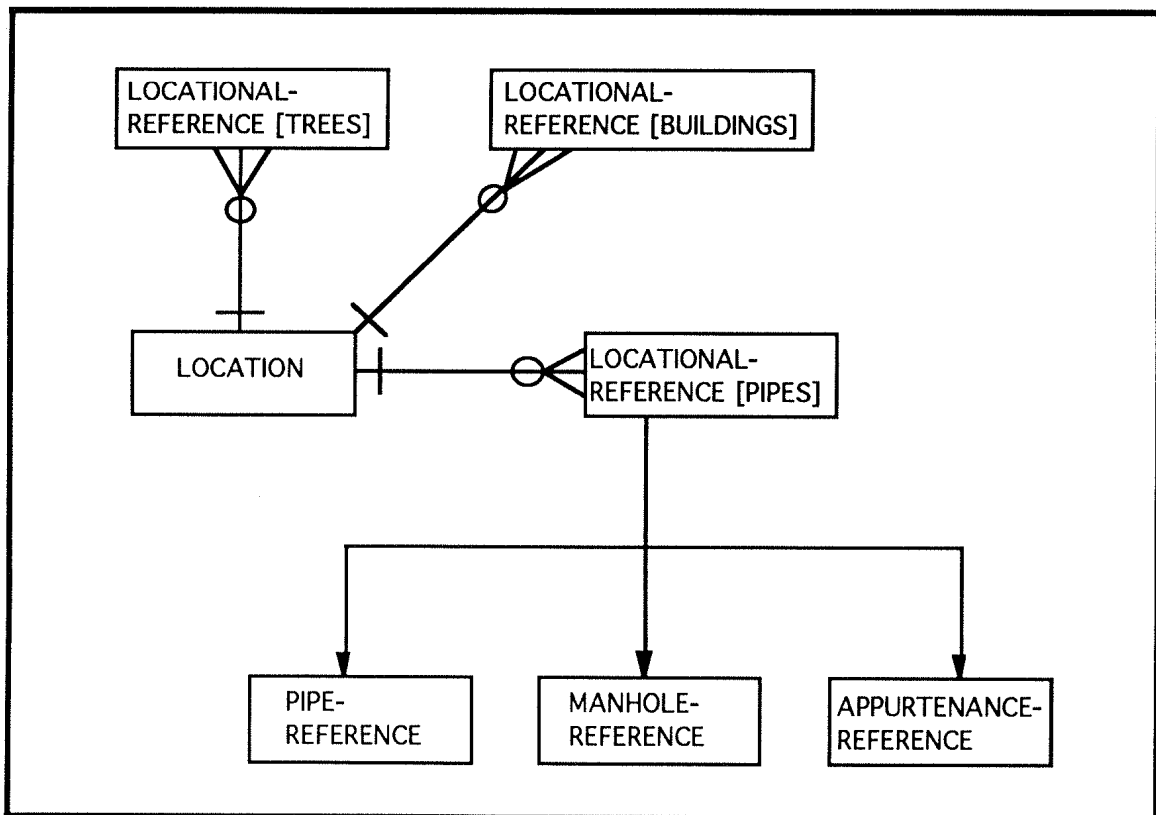 LOCATIONAL-
REFERENCE [TREES]
LOCATIONAL-
REFERENCE [BUILDINGS]
LOCATION
LOCATIONAL-
REFERENCE [PIPES]
PIPE-
REFERENCE
MANHOLE-
REFERENCE
APPURTENANCE-
REFERENCE